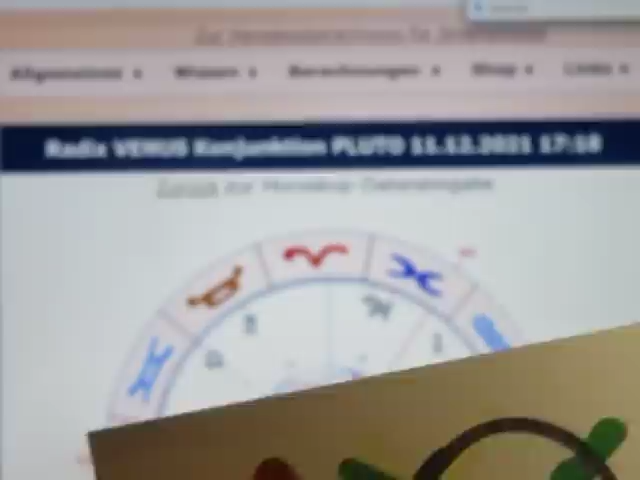 Allgemeines Wissen Berechnungen Shop Links
Radix VENUS Konjunktion PLUTO 11.12.2021 17:18
Zurück zur Horoskop-Dateneingabe